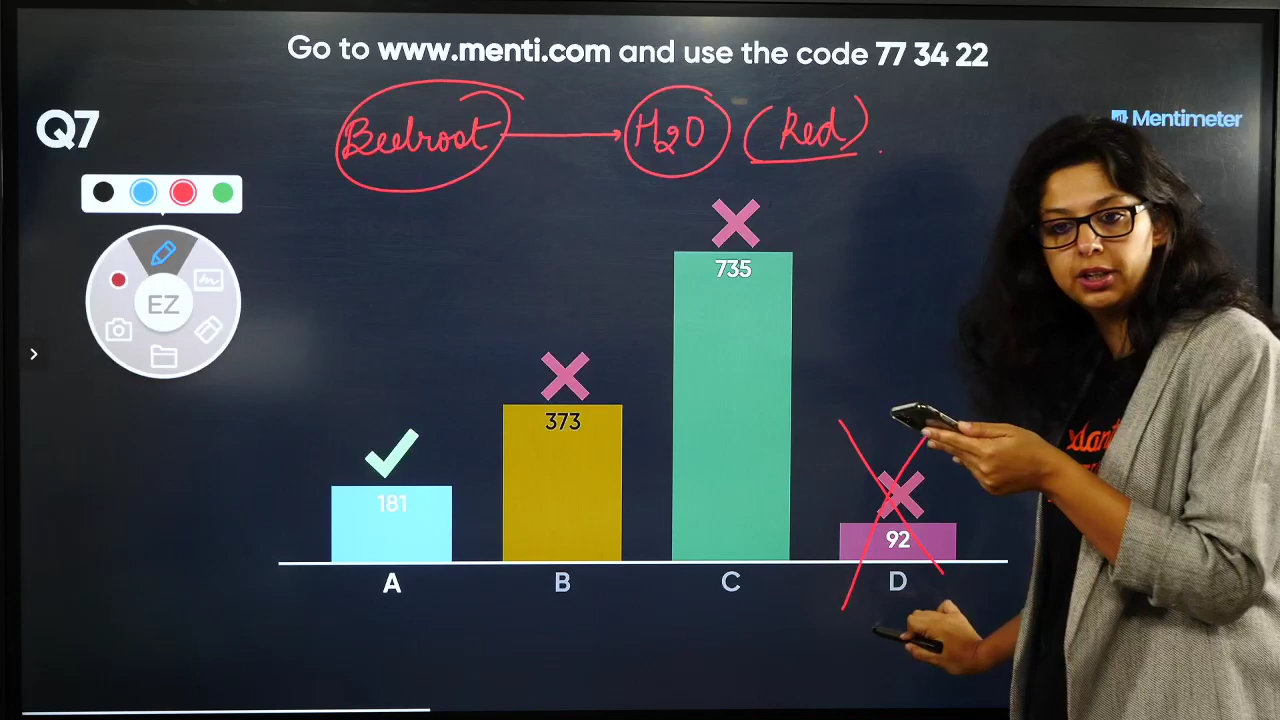 Go to www.menti.com and use the code 77 34 22
Q7
Beetroot H2O (Red)
Mentimeter
EZ
735
373
181
92
A B C D